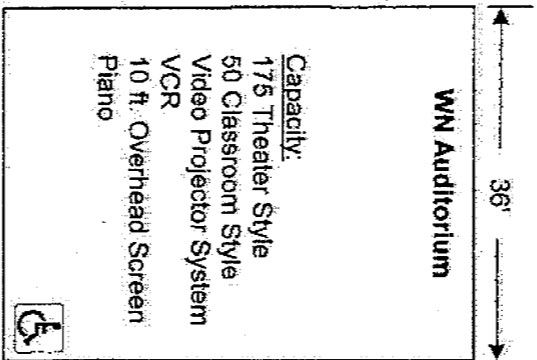 36'
WN Auditorium
Capacity:
175 Theater Style
50 Classroom Style
Video Projector System
VCR
10 ft. Overhead Screen
Piano